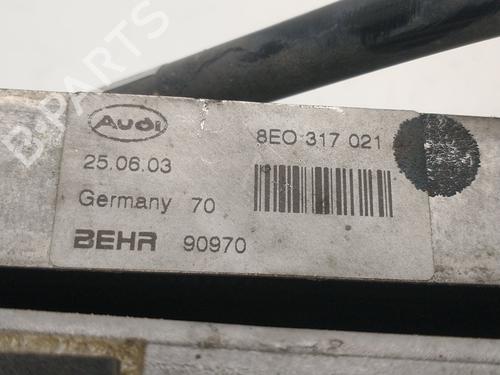 B-PARTS
Audi
8E0 317 021
25.06.03
Germany 70
BEHR 90970